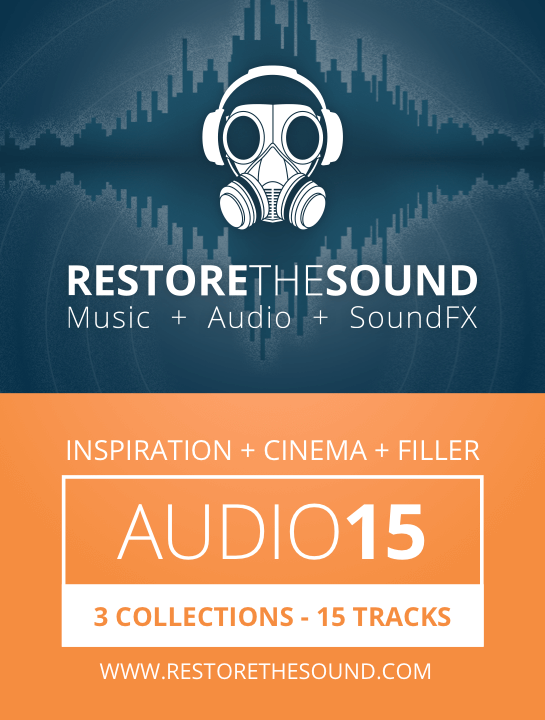 RESTORETHESOUND
Music + Audio + SoundFX
INSPIRATION + CINEMA + FILLER
AUDIO15
3 COLLECTIONS - 15 TRACKS
WWW.RESTORETHESOUND.COM